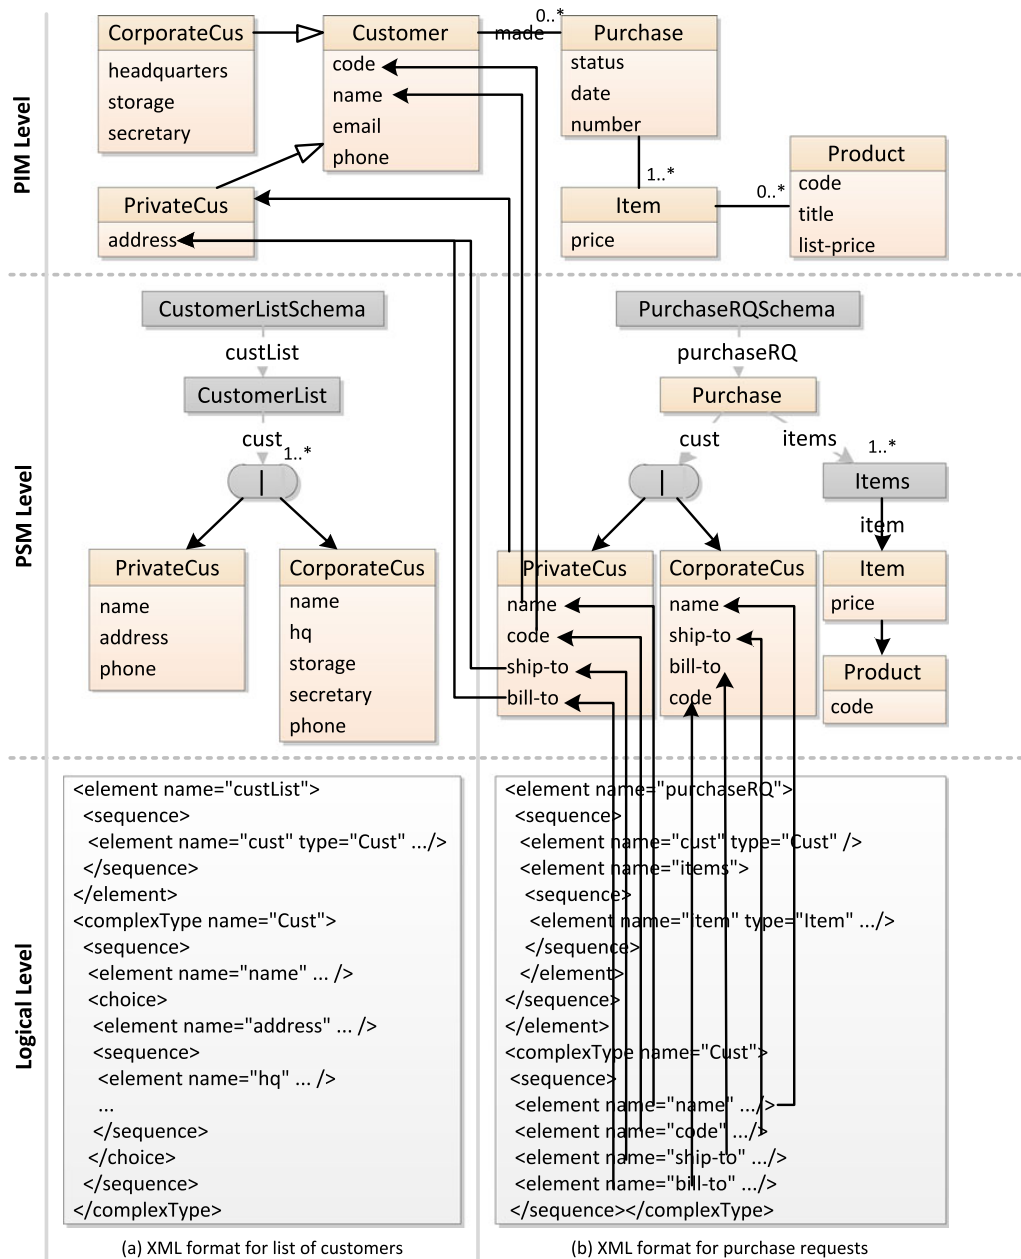 PIM Level
CorporateCus
headquarters
storage
secretary
Customer
code
name
email
phone
made
0..*
Purchase
status
date
number
1..*
PrivateCus
address
Item
price
0..*
Product
code
title
list-price
PSM Level
CustomerListSchema
custList
CustomerList
cust
1..*
|
PrivateCus
name
address
phone
CorporateCus
name
hq
storage
secretary
phone
PurchaseRQSchema
purchaseRQ
Purchase
cust
items
1..*
|
Items
item
PrivateCus
name
code
ship-to
bill-to
CorporateCus
name
ship-to
bill-to
code
Item
price
Product
code
Logical Level
<element name="custList">
<sequence>
<element name="cust" type="Cust" .../>
</sequence>
</element>
<complexType name="Cust">
<sequence>
<element name="name" ... />
<choice>
<element name="address" ... />
<sequence>
<element name="hq" ... />
...
</sequence>
</choice>
</sequence>
</complexType>
(a) XML format for list of customers
<element name="purchaseRQ">
<sequence>
<element name="cust" type="Cust" />
<element name="items">
<sequence>
<element name="item" type="Item" .../>
</sequence>
</element>
</sequence>
</element>
<complexType name="Cust">
<sequence>
<element name="name" .../>
<element name="code" .../>
<element name="ship-to" .../>
<element name="bill-to" .../>
</sequence></complexType>
(b) XML format for purchase requests